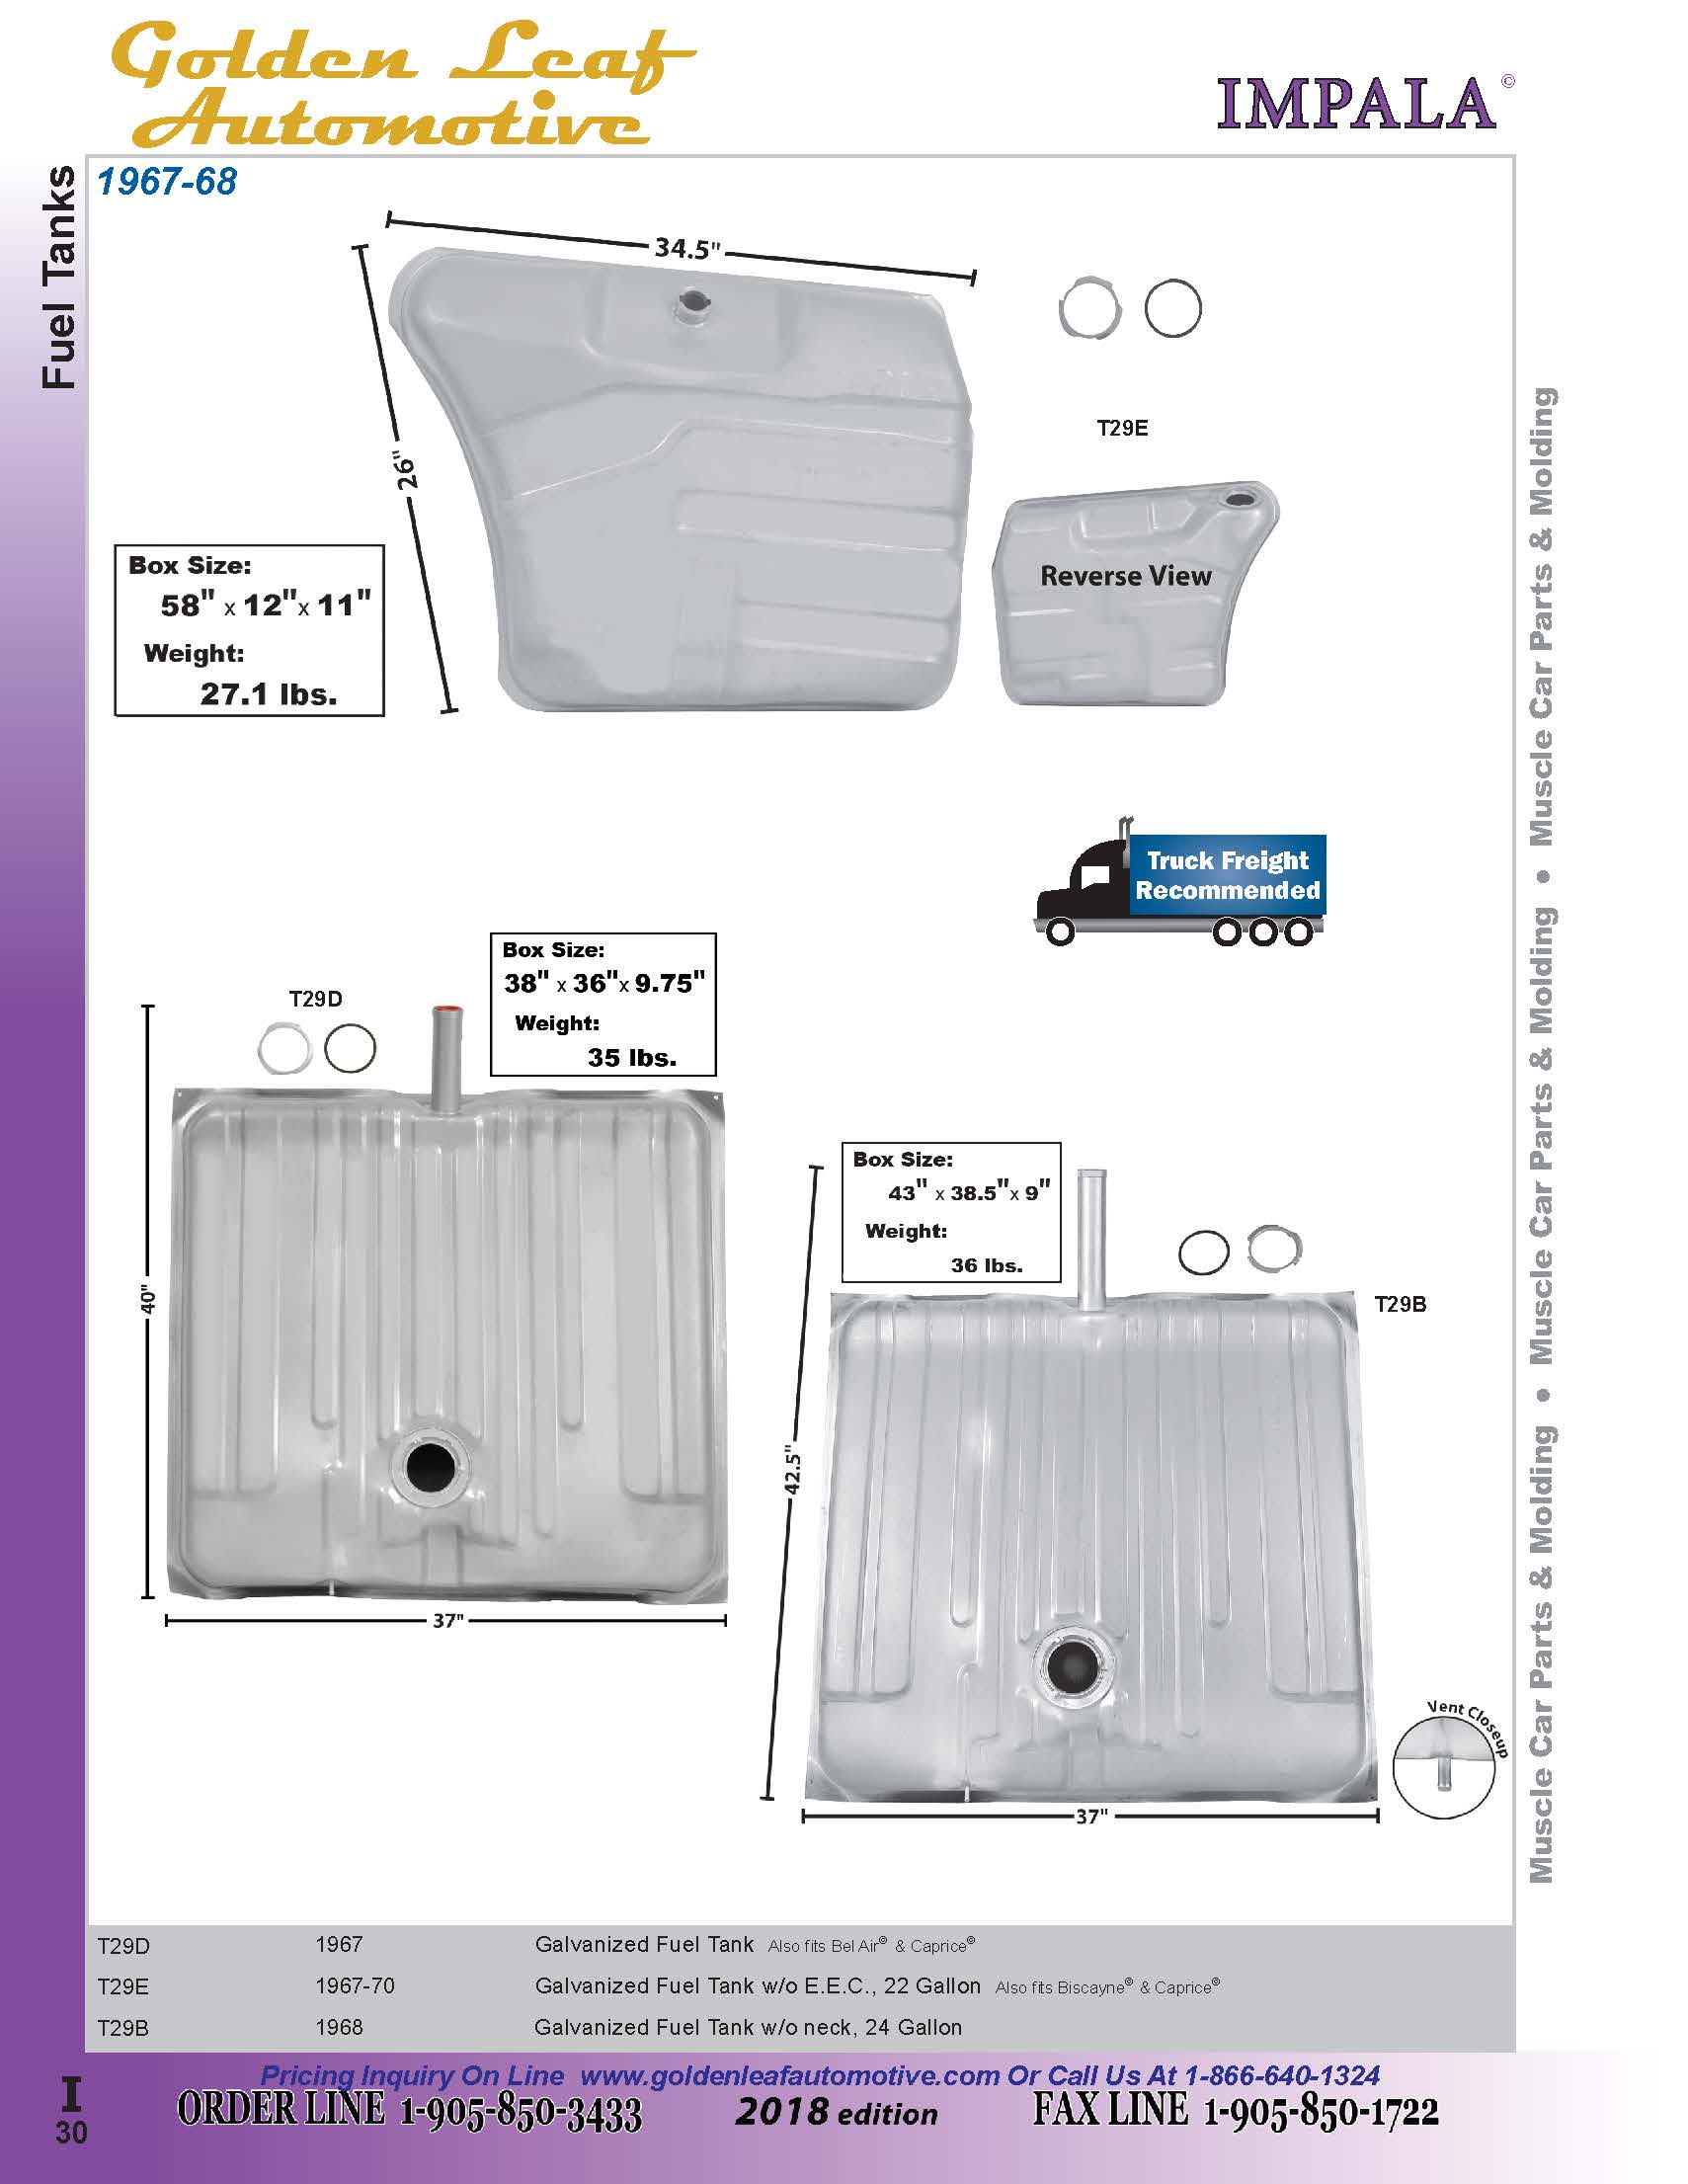 Golden Leaf
Automotive
IMPALA©
Fuel Tanks
1967-68
34.5"
26"
T29E
Reverse View
Box Size:
58" x 12"x 11"
Weight:
27.1 lbs.
Truck Freight
Recommended
Box Size:
38" x 36"x 9.75"
Weight:
35 lbs.
T29D
40"
37"
Box Size:
43" x 38.5"x 9"
Weight:
36 lbs.
T29B
42.5"
37"
Vent Closeup
Muscle Car Parts & Molding • Muscle Car Parts & Molding • Muscle Car Parts & Molding
T29D 1967 Galvanized Fuel Tank Also fits Bel Air© & Caprice©
T29E 1967-70 Galvanized Fuel Tank w/o E.E.C., 22 Gallon Also fits Biscayne© & Caprice©
T29B 1968 Galvanized Fuel Tank w/o neck, 24 Gallon
Pricing Inquiry On Line www.goldenleafautomotive.com Or Call Us At 1-866-640-1324
ORDER LINE 1-905-850-3433 2018 edition FAX LINE 1-905-850-1722
I
30